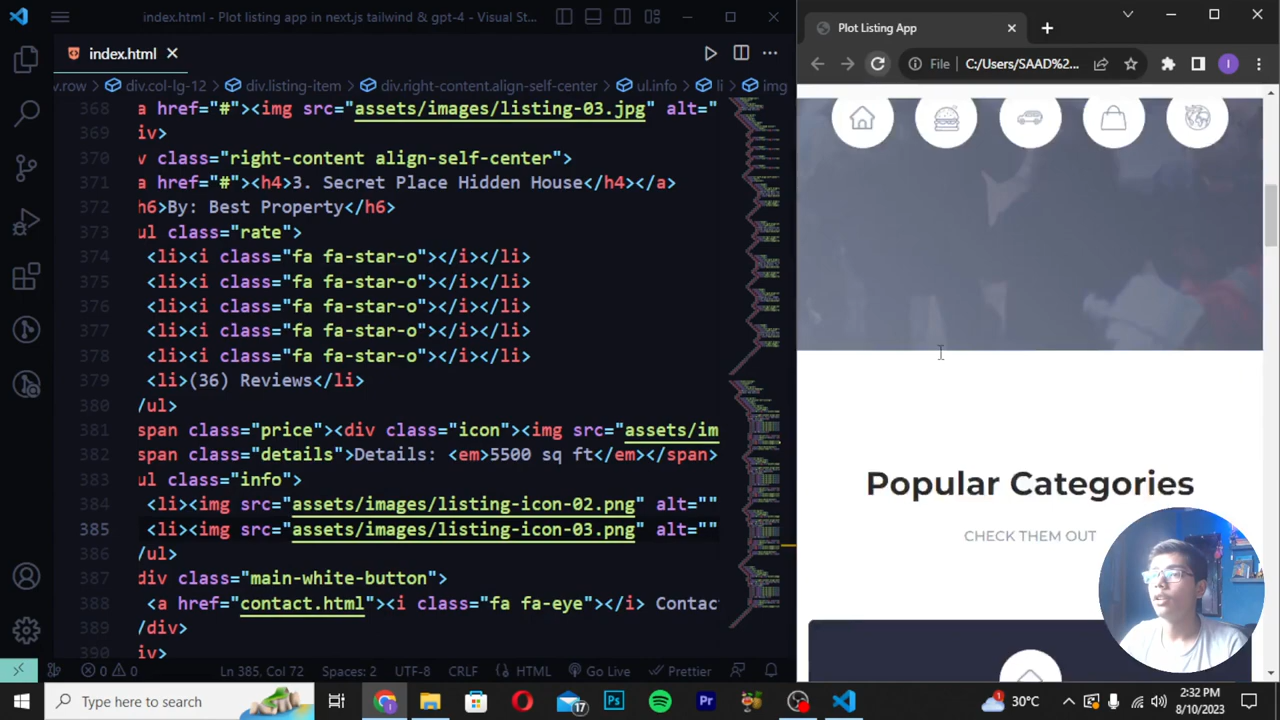 index.html - Plot listing app in next.js tailwind & gpt-4 - Visual St...
Plot Listing App
index.html
File
C:/Users/SAAD%2...
v.row > div.col-lg-12 > div.listing-item > div.right-content.align-self-center > ul.info > li > img
368 a href="#"><img src="assets/images/listing-03.jpg" alt="
369 iv>
370 v class="right-content align-self-center">
371 a href="#"><h4>3. Secret Place Hidden House</h4></a>
372 h6>By: Best Property</h6>
373 ul class="rate">
374 <li><i class="fa fa-star-o"></i></li>
375 <li><i class="fa fa-star-o"></i></li>
376 <li><i class="fa fa-star-o"></i></li>
377 <li><i class="fa fa-star-o"></i></li>
378 <li><i class="fa fa-star-o"></i></li>
379 <li>(36) Reviews</li>
380 /ul>
381 span class="price"><div class="icon"><img src="assets/im
382 span class="details">Details: <em>5500 sq ft</em></span>
383 ul class="info">
384 <li><img src="assets/images/listing-icon-02.png" alt=""
385 <li><img src="assets/images/listing-icon-03.png" alt=""
386 /ul>
387 div class="main-white-button">
388 <a href="contact.html"><i class="fa fa-eye"></i> Contac
389 /div>
390 iv>
Popular Categories
CHECK THEM OUT
0 0 Ln 385, Col 72 Spaces: 2 UTF-8 CRLF {} HTML Go Live Prettier
Type here to search
Ps
17
Pr
1
30°C
2:32 PM
8/10/2023